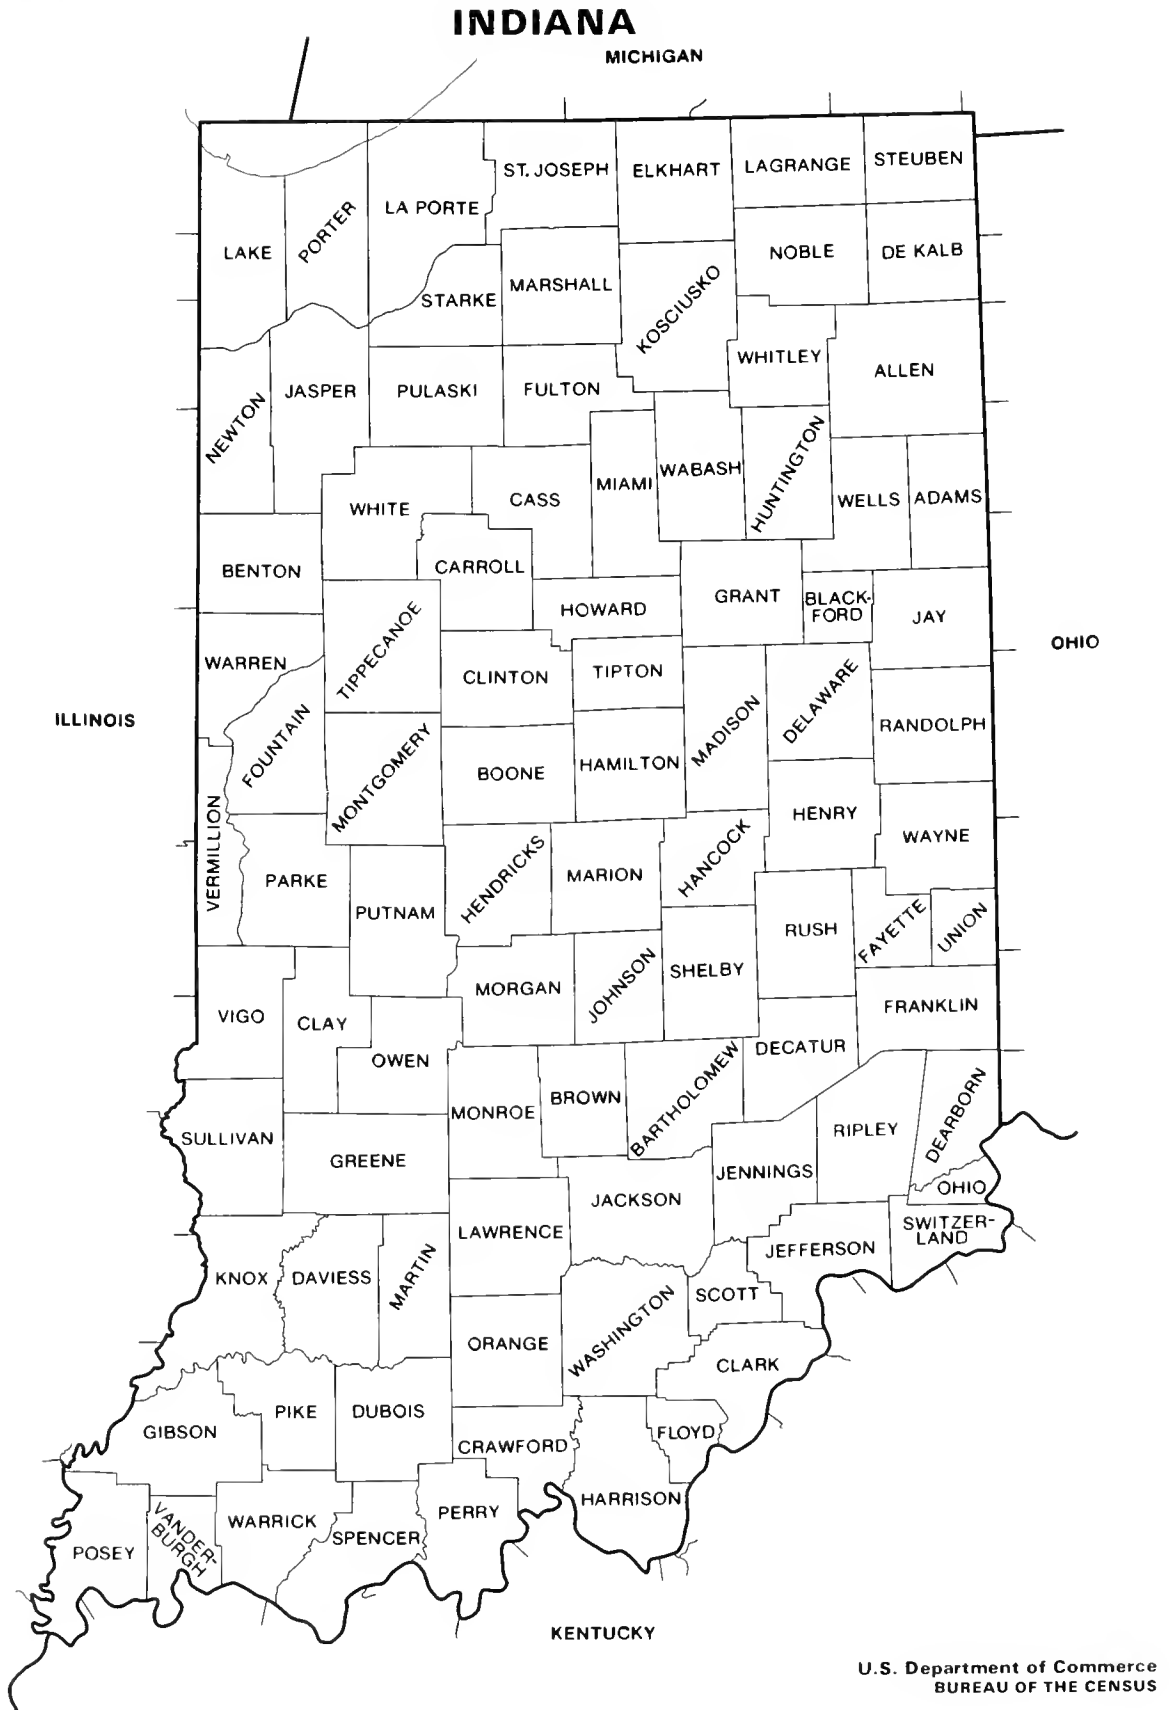 INDIANA
MICHIGAN
ST. JOSEPH
ELKHART
LAGRANGE
STEUBEN
LA PORTE
PORTER
LAKE
NOBLE
DE KALB
STARKE
MARSHALL
KOSCIUSKO
WHITLEY
ALLEN
NEWTON
JASPER
PULASKI
FULTON
MIAMI
WABASH
HUNTINGTON
WELLS
ADAMS
WHITE
CASS
BENTON
CARROLL
HOWARD
GRANT
BLACK-
FORD
JAY
OHIO
WARREN
TIPPECANOE
CLINTON
TIPTON
MADISON
DELAWARE
RANDOLPH
ILLINOIS
FOUNTAIN
MONTGOMERY
BOONE
HAMILTON
HENRY
WAYNE
VERMILLION
PARKE
PUTNAM
HENDRICKS
MARION
HANCOCK
RUSH
FAYETTE
UNION
VIGO
CLAY
OWEN
MORGAN
JOHNSON
SHELBY
DECATUR
FRANKLIN
SULLIVAN
GREENE
MONROE
BROWN
BARTHOLOMEW
JENNINGS
RIPLEY
DEARBORN
OHIO
SWITZER-
LAND
JACKSON
LAWRENCE
JEFFERSON
KNOX
DAVIESS
MARTIN
ORANGE
WASHINGTON
SCOTT
CLARK
GIBSON
PIKE
DUBOIS
CRAWFORD
FLOYD
HARRISON
POSEY
VANDER-
BURGH
WARRICK
SPENCER
PERRY
KENTUCKY
U.S. Department of Commerce
BUREAU OF THE CENSUS